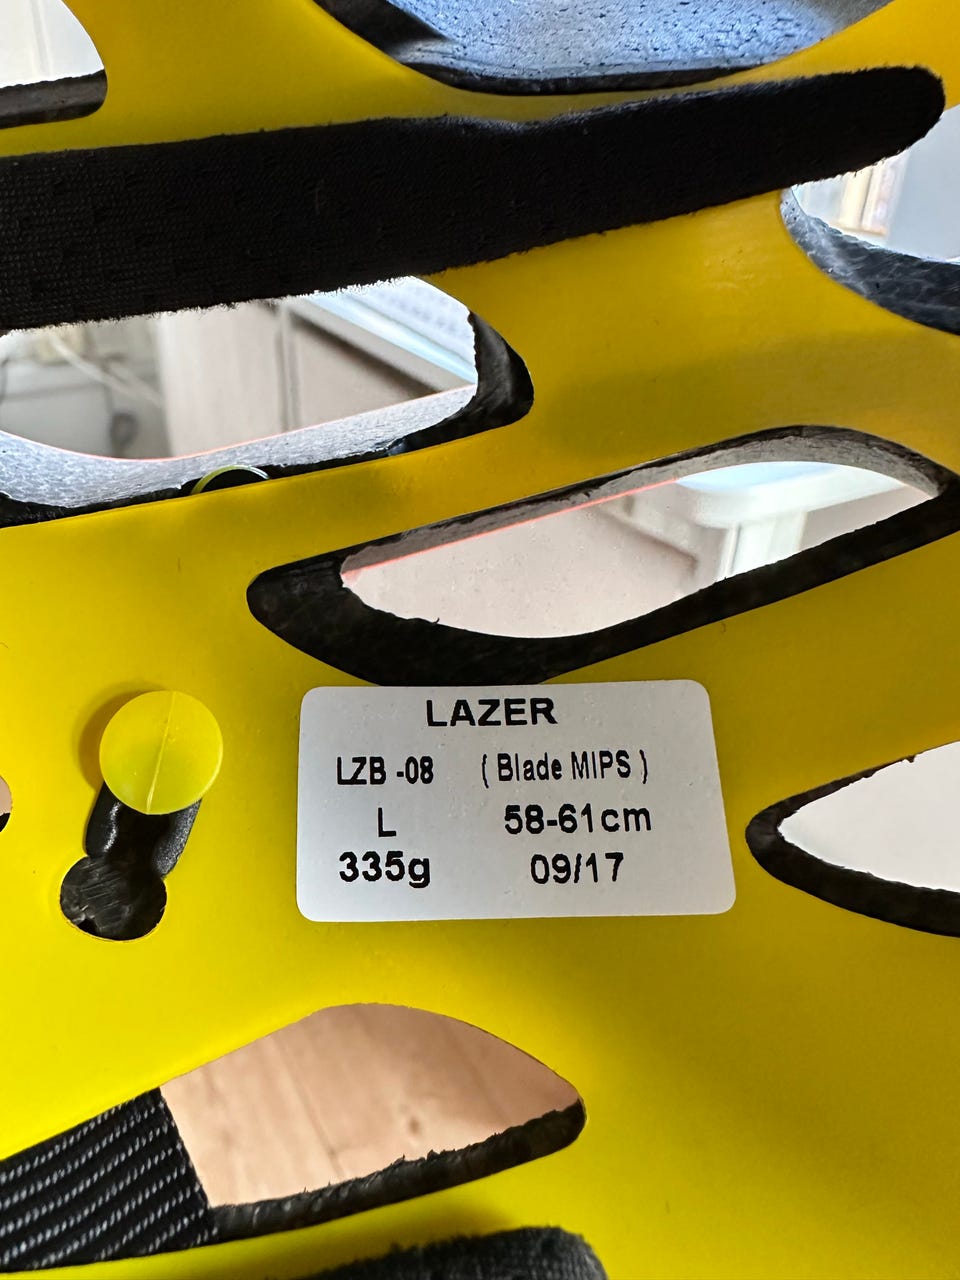 LAZER
LZB -08 ( Blade MIPS )
L 58-61cm
335g 09/17